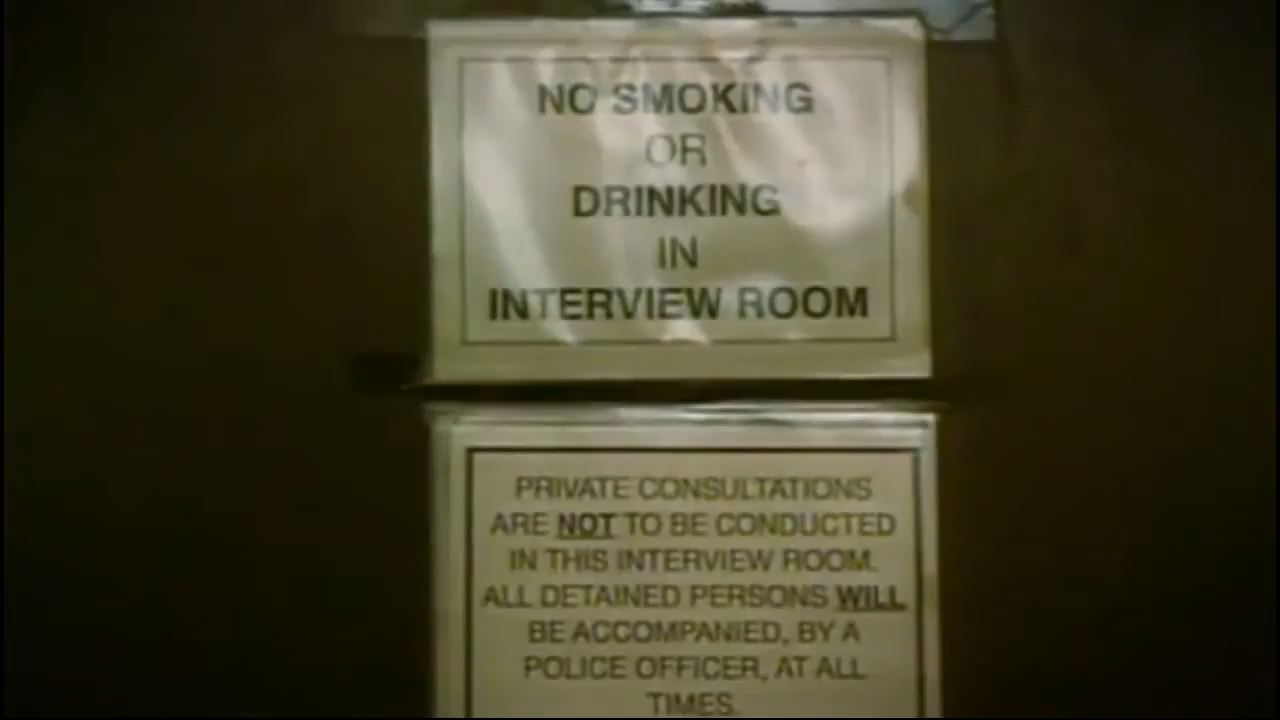 NO SMOKING
OR
DRINKING
IN
INTERVIEW ROOM
PRIVATE CONSULTATIONS
ARE NOT TO BE CONDUCTED
IN THIS INTERVIEW ROOM.
ALL DETAINED PERSONS WILL
BE ACCOMPANIED, BY A
POLICE OFFICER, AT ALL
TIMES.